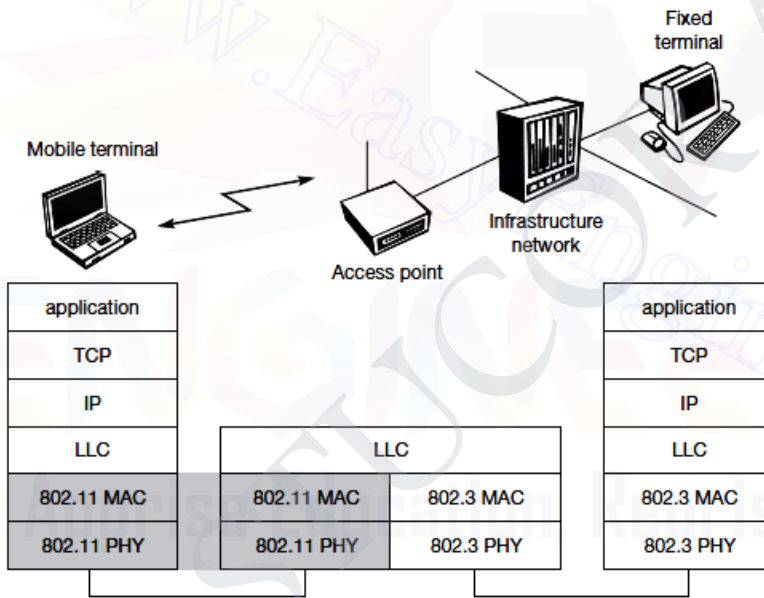 Fixed
terminal
Mobile terminal
Infrastructure
network
Access point
application
TCP
IP
LLC
802.11 MAC
802.11 PHY
LLC
802.11 MAC
802.3 MAC
802.11 PHY
802.3 PHY
application
TCP
IP
LLC
802.3 MAC
802.3 PHY